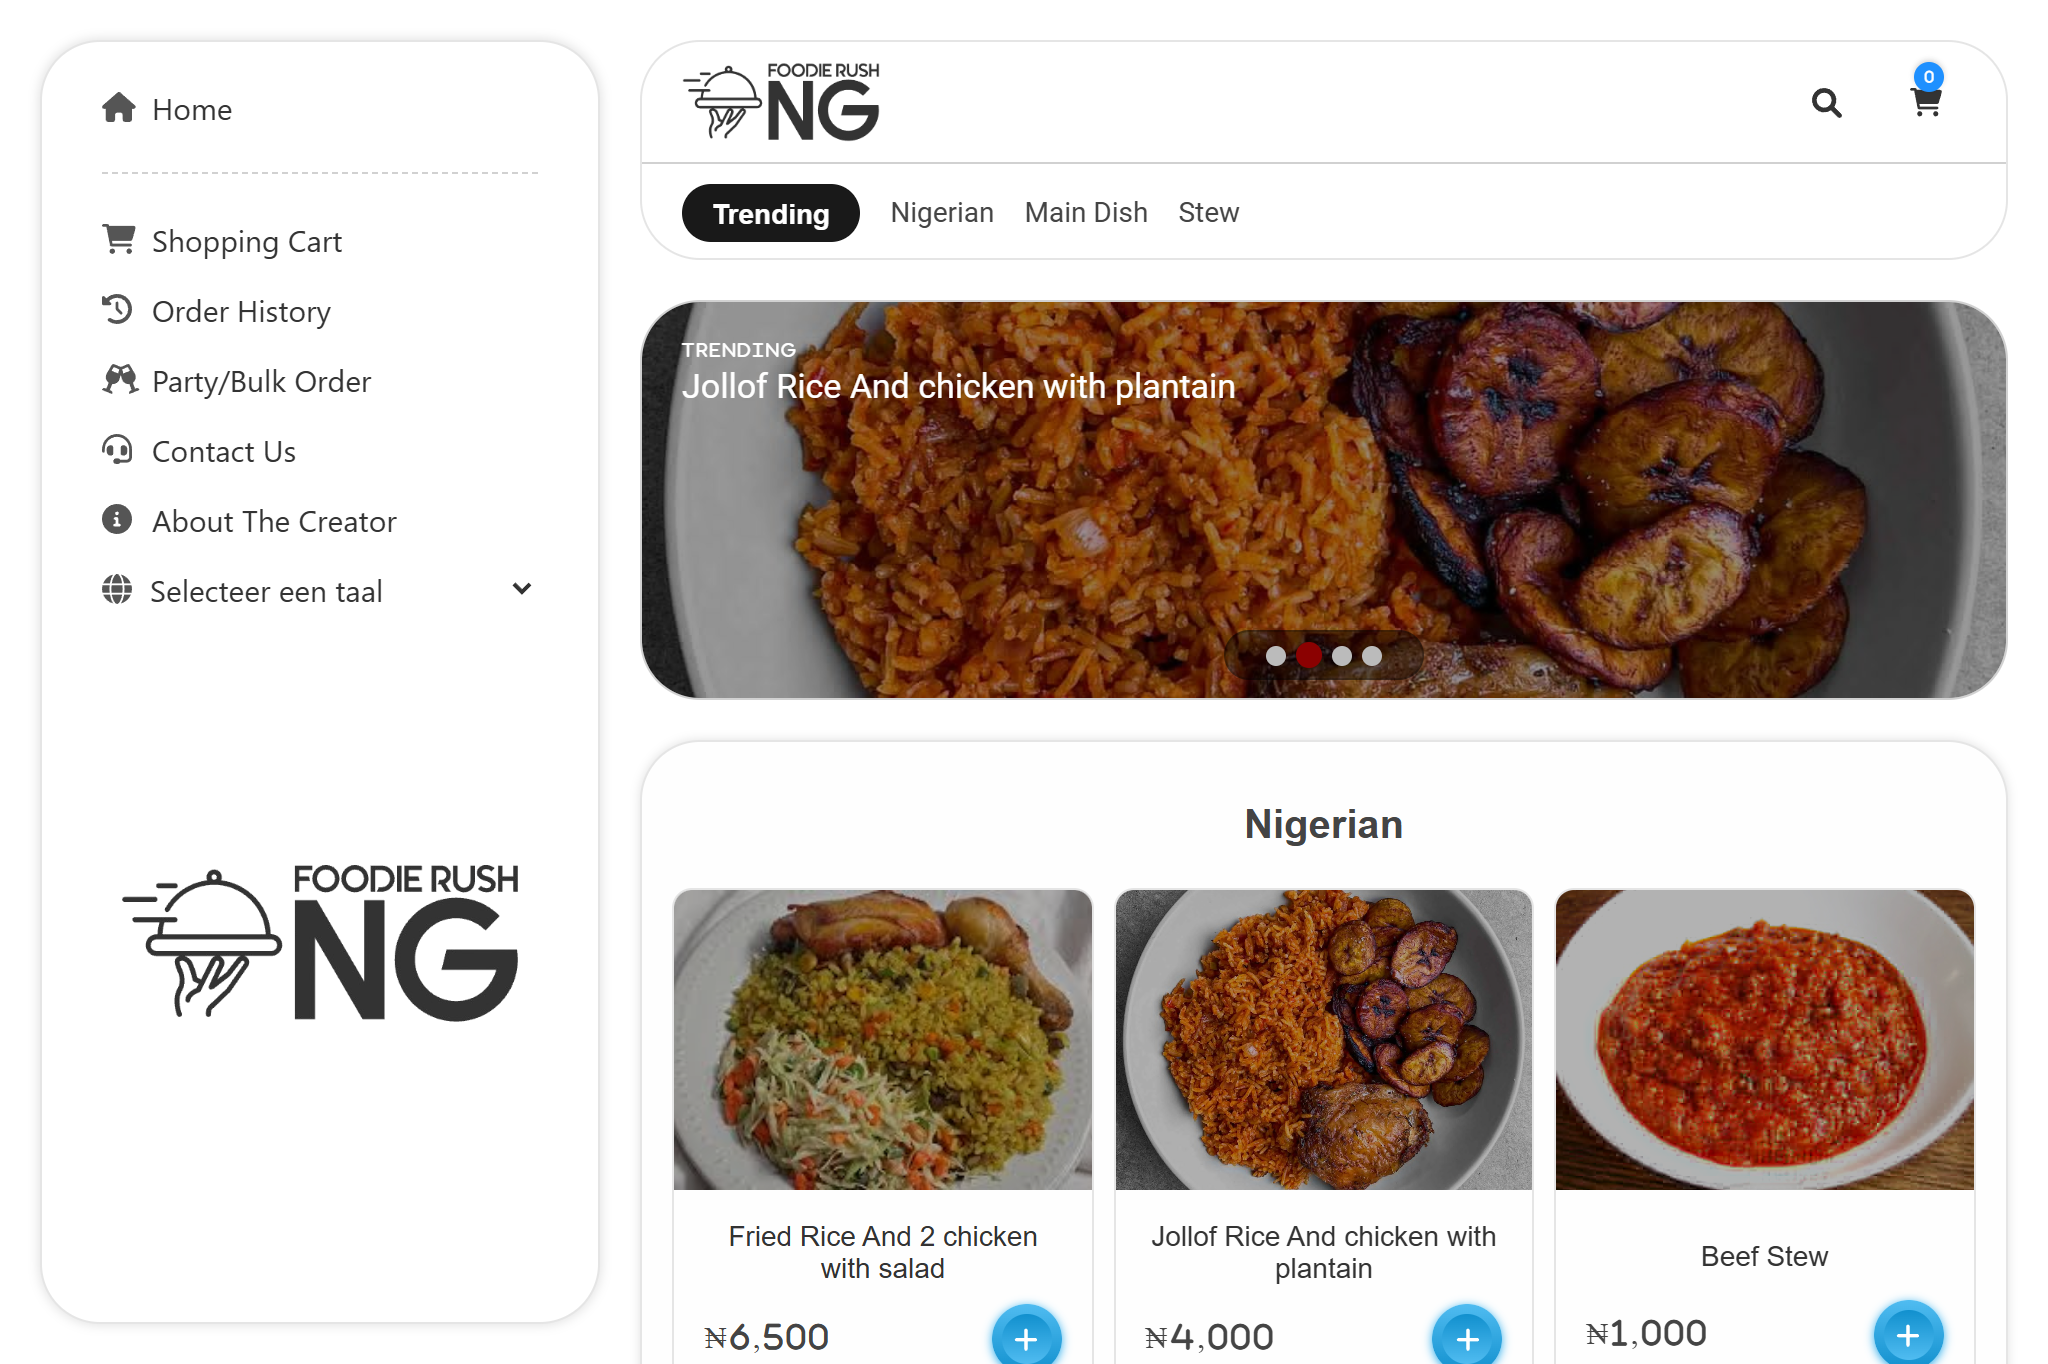 Home
Shopping Cart
Order History
Party/Bulk Order
Contact Us
About The Creator
Selecteer een taal
FOODIE RUSH
NG
FOODIE RUSH
NG
0
Trending
Nigerian
Main Dish
Stew
TRENDING
Jollof Rice And chicken with plantain
Nigerian
Fried Rice And 2 chicken
with salad
₦6,500
Jollof Rice And chicken with
plantain
₦4,000
Beef Stew
₦1,000